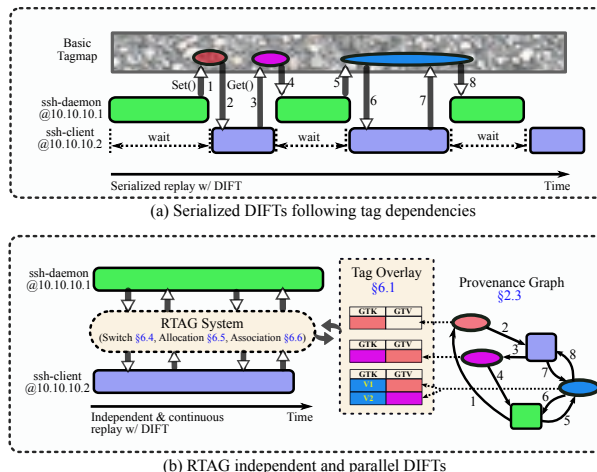 Basic
Tagmap
Set()
1
2
Get()
3
4
5
6
7
8
ssh-daemon
@10.10.10.1
ssh-client
@10.10.10.2
wait
wait
wait
Serialized replay w/ DIFT
Time
(a) Serialized DIFTs following tag dependencies
ssh-daemon
@10.10.10.1
RTAG System
(Switch §6.4, Allocation §6.5, Association §6.6)
ssh-client
@10.10.10.2
Independent & continuous
replay w/ DIFT
Time
Tag Overlay
§6.1
GTK GTV
GTK GTV
GTK GTV
V1
V2
Provenance Graph
§2.3
2
3
8
7
4
1
6
5
(b) RTAG independent and parallel DIFTs